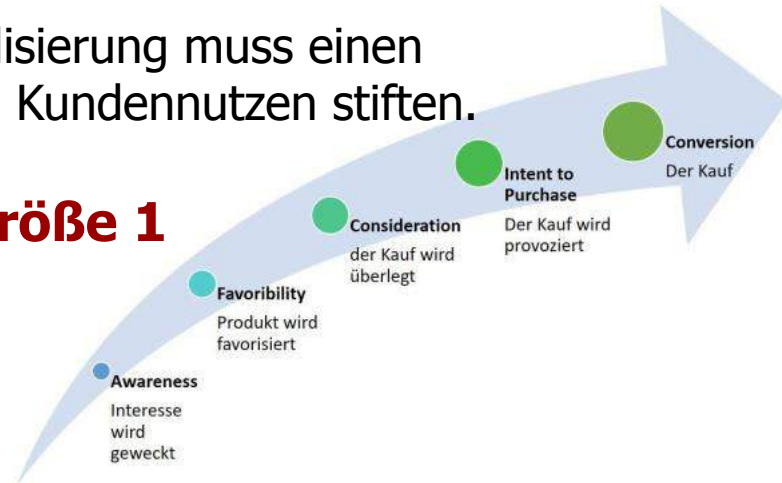 lisierung muss einen
Kundennutzen stiften.
röße 1
Conversion
Der Kauf
Intent to
Purchase
Der Kauf wird
provoziert
Consideration
der Kauf wird
überlegt
Favoribility
Produkt wird
favorisiert
Awareness
Interesse
wird
geweckt